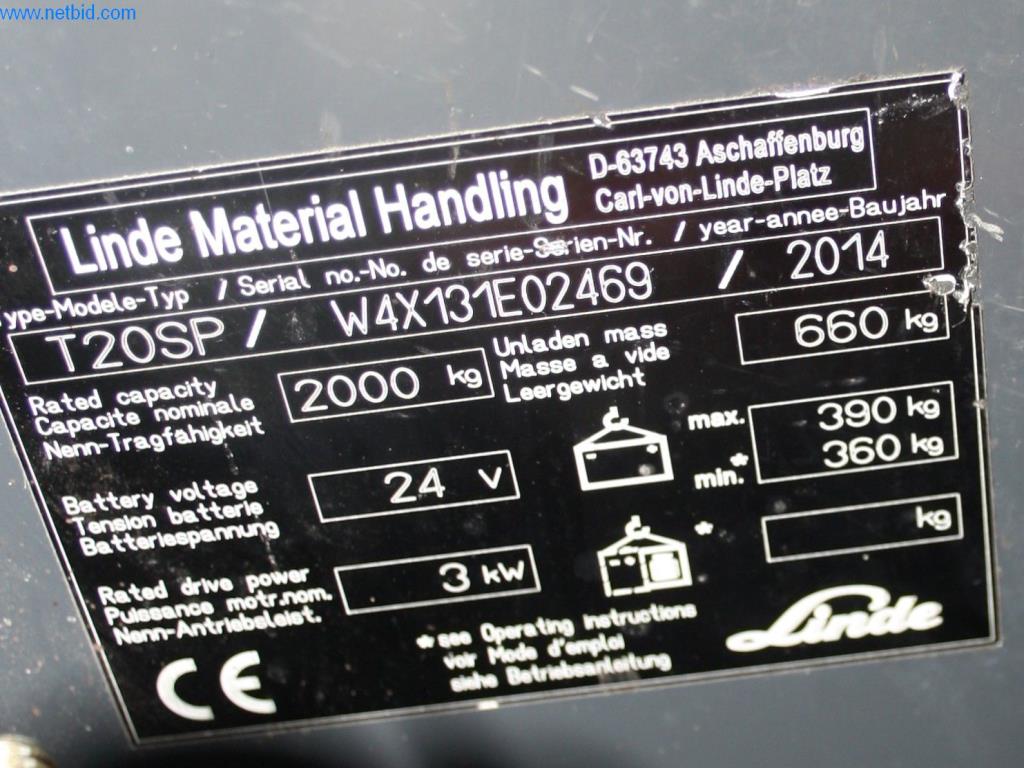 www.netbid.com
Linde Material Handling
D-63743 Aschaffenburg
Carl-von-Linde-Platz
Type-Modele-Typ / Serial no.-No. de serie-Serien-Nr. / year-annee-Baujahr
T20SP / W4X131E02469 / 2014
Rated capacity
Capacite nominale
Nenn-Tragfähigkeit
2000 kg
Unladen mass
Masse a vide
Leergewicht
660 kg
Battery voltage
Tension batterie
Batteriespannung
24 V
max. 390 kg
min.* 360 kg
Rated drive power
Puissance motr.nom.
Nenn-Antriebsleist.
3 kW
* kg
*see Operating instructions
voir Mode d'emploi
siehe Betriebsanleitung
CE
Linde